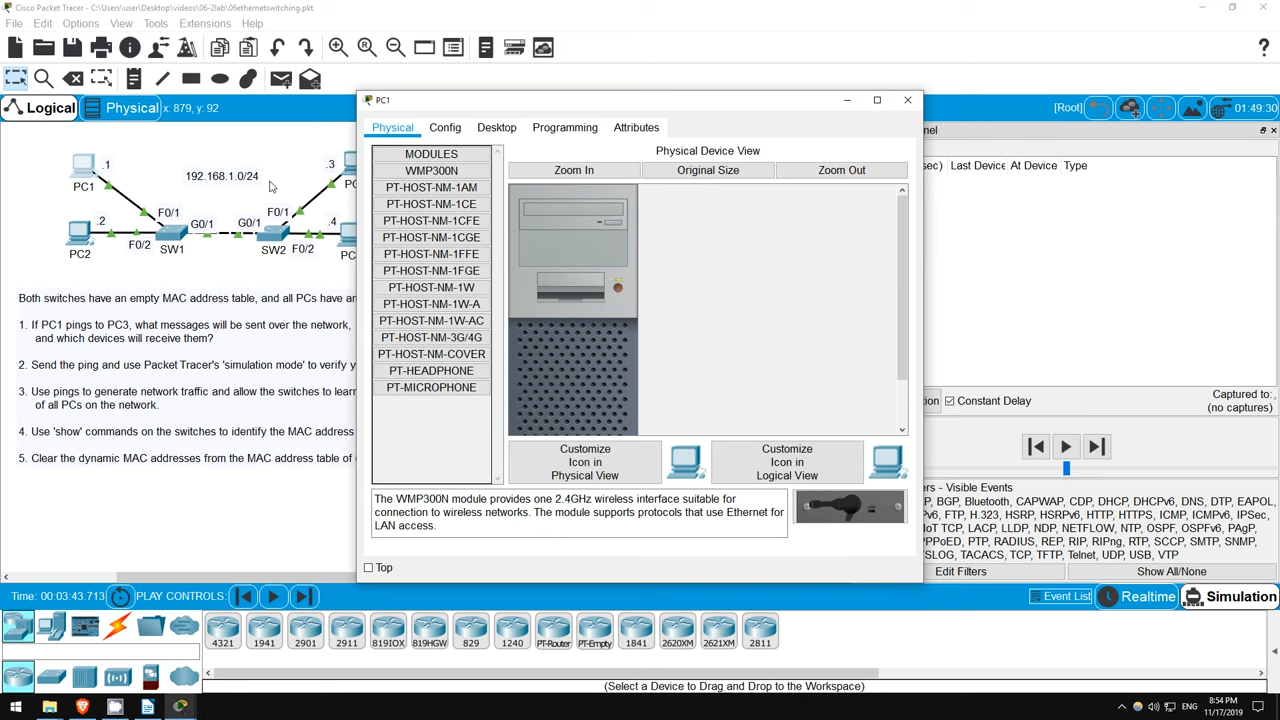 Cisco Packet Tracer - C:\Users\user\Desktop\videos\06-2lab\06ethernetswitching.pkt
File Edit Options View Tools Extensions Help
?
Logical Physical x: 879, y: 92 [Root] 01:49:30
PC1
Physical Config Desktop Programming Attributes
MODULES
WMP300N
PT-HOST-NM-1AM
PT-HOST-NM-1CE
PT-HOST-NM-1CFE
PT-HOST-NM-1CGE
PT-HOST-NM-1FFE
PT-HOST-NM-1FGE
PT-HOST-NM-1W
PT-HOST-NM-1W-A
PT-HOST-NM-1W-AC
PT-HOST-NM-3G/4G
PT-HOST-NM-COVER
PT-HEADPHONE
PT-MICROPHONE
Physical Device View
Zoom In Original Size Zoom Out
Customize
Icon in
Physical View
Customize
Icon in
Logical View
The WMP300N module provides one 2.4GHz wireless interface suitable for
connection to wireless networks. The module supports protocols that use Ethernet for
LAN access.
Top
.1
PC1
192.168.1.0/24
.3
PC
F0/1
F0/1
.2
G0/1
G0/1
.4
PC2
F0/2
SW1
SW2
F0/2
PC
Both switches have an empty MAC address table, and all PCs have an
1. If PC1 pings to PC3, what messages will be sent over the network,
and which devices will receive them?
2. Send the ping and use Packet Tracer's 'simulation mode' to verify y
3. Use pings to generate network traffic and allow the switches to lear
of all PCs on the network.
4. Use 'show' commands on the switches to identify the MAC address
5. Clear the dynamic MAC addresses from the MAC address table of
nel
sec) Last Device At Device Type
tion Constant Delay
Captured to:
(no captures)
rs - Visible Events
P, BGP, Bluetooth, CAPWAP, CDP, DHCP, DHCPv6, DNS, DTP, EAPOL,
Pv6, FTP, H.323, HSRP, HSRPv6, HTTP, HTTPS, ICMP, ICMPv6, IPSec,
IoT TCP, LACP, LLDP, NDP, NETFLOW, NTP, OSPF, OSPFv6, PAgP,
PPPoED, PTP, RADIUS, REP, RIP, RIPng, RTP, SCCP, SMTP, SNMP,
SLOG, TACACS, TCP, TFTP, Telnet, UDP, USB, VTP
Edit Filters Show All/None
Time: 00:03:43.713 PLAY CONTROLS: Event List Realtime Simulation
4321 1941 2901 2911 819IOX 819HGW 829 1240 PT-Router PT-Empty 1841 2620XM 2621XM 2811
(Select a Device to Drag and Drop to the Workspace)
ENG
8:54 PM
11/17/2019